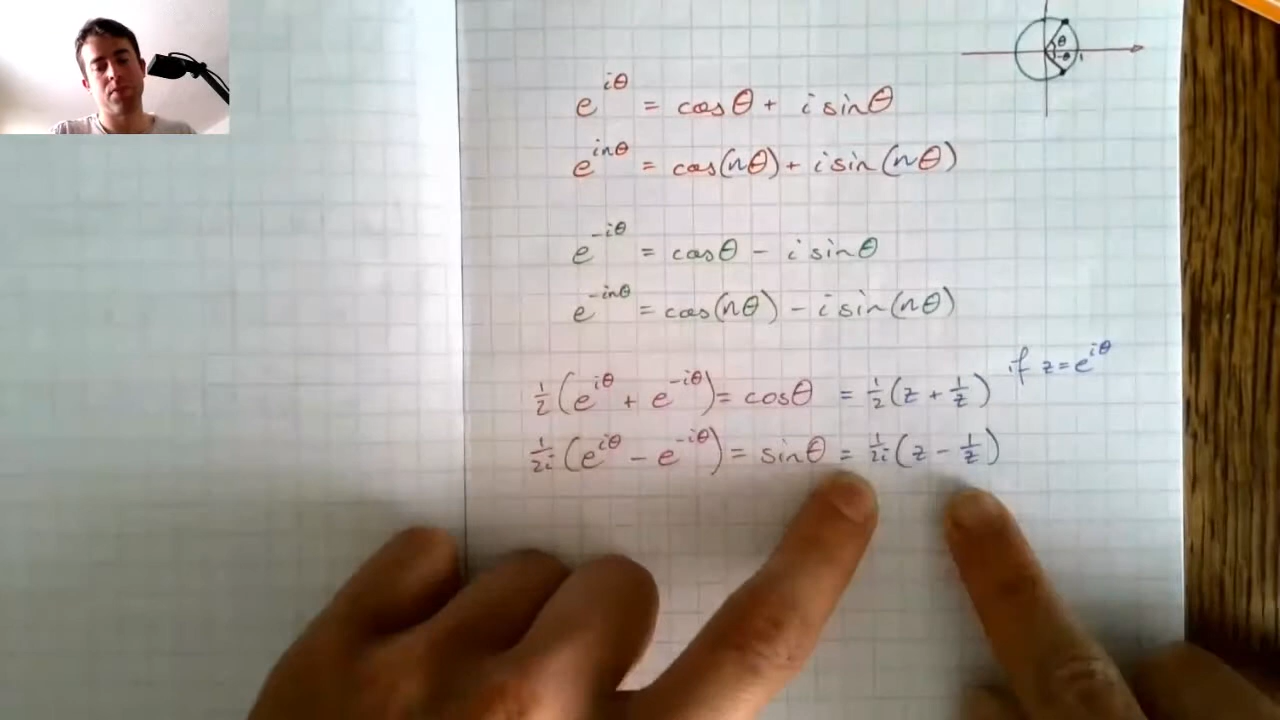 θ
-θ 1
e^{iθ} = cosθ + i sinθ
e^{inθ} = cos(nθ) + i sin(nθ)
e^{-iθ} = cosθ - i sinθ
e^{-inθ} = cos(nθ) - i sin(nθ)
½(e^{iθ} + e^{-iθ}) = cosθ = ½(z + 1/z) if z = e^{iθ}
1/2i(e^{iθ} - e^{-iθ}) = sinθ = 1/2i(z - 1/z)